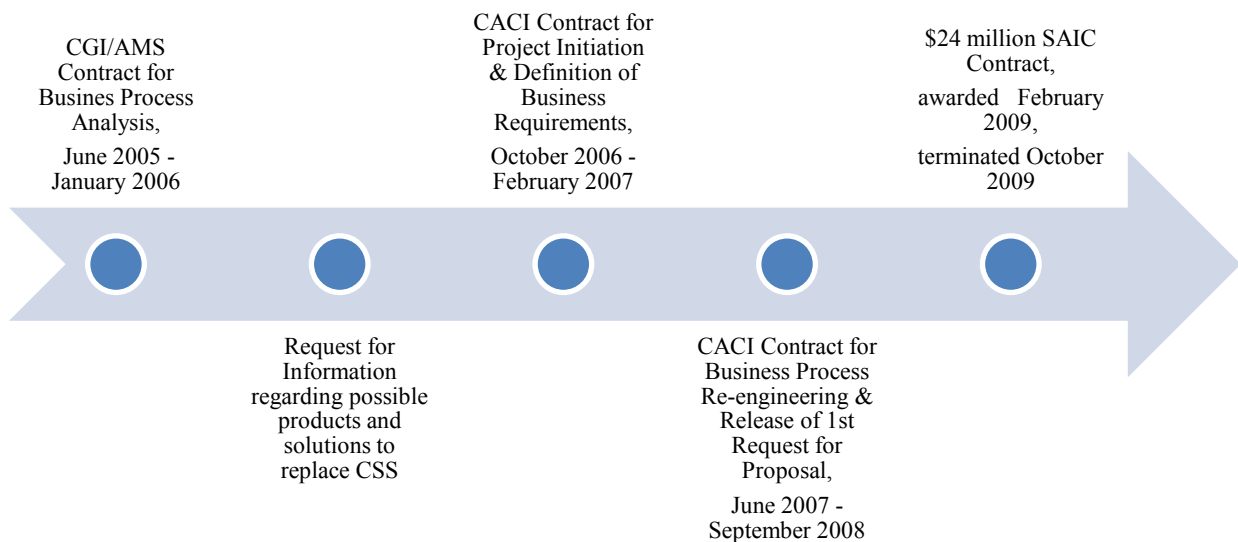 CGI/AMS
Contract for
Busines Process
Analysis,
June 2005 -
January 2006
Request for
Information
regarding possible
products and
solutions to
replace CSS
CACI Contract for
Project Initiation
& Definition of
Business
Requirements,
October 2006 -
February 2007
CACI Contract for
Business Process
Re-engineering &
Release of 1st
Request for
Proposal,
June 2007 -
September 2008
$24 million SAIC
Contract,
awarded February
2009,
terminated October
2009